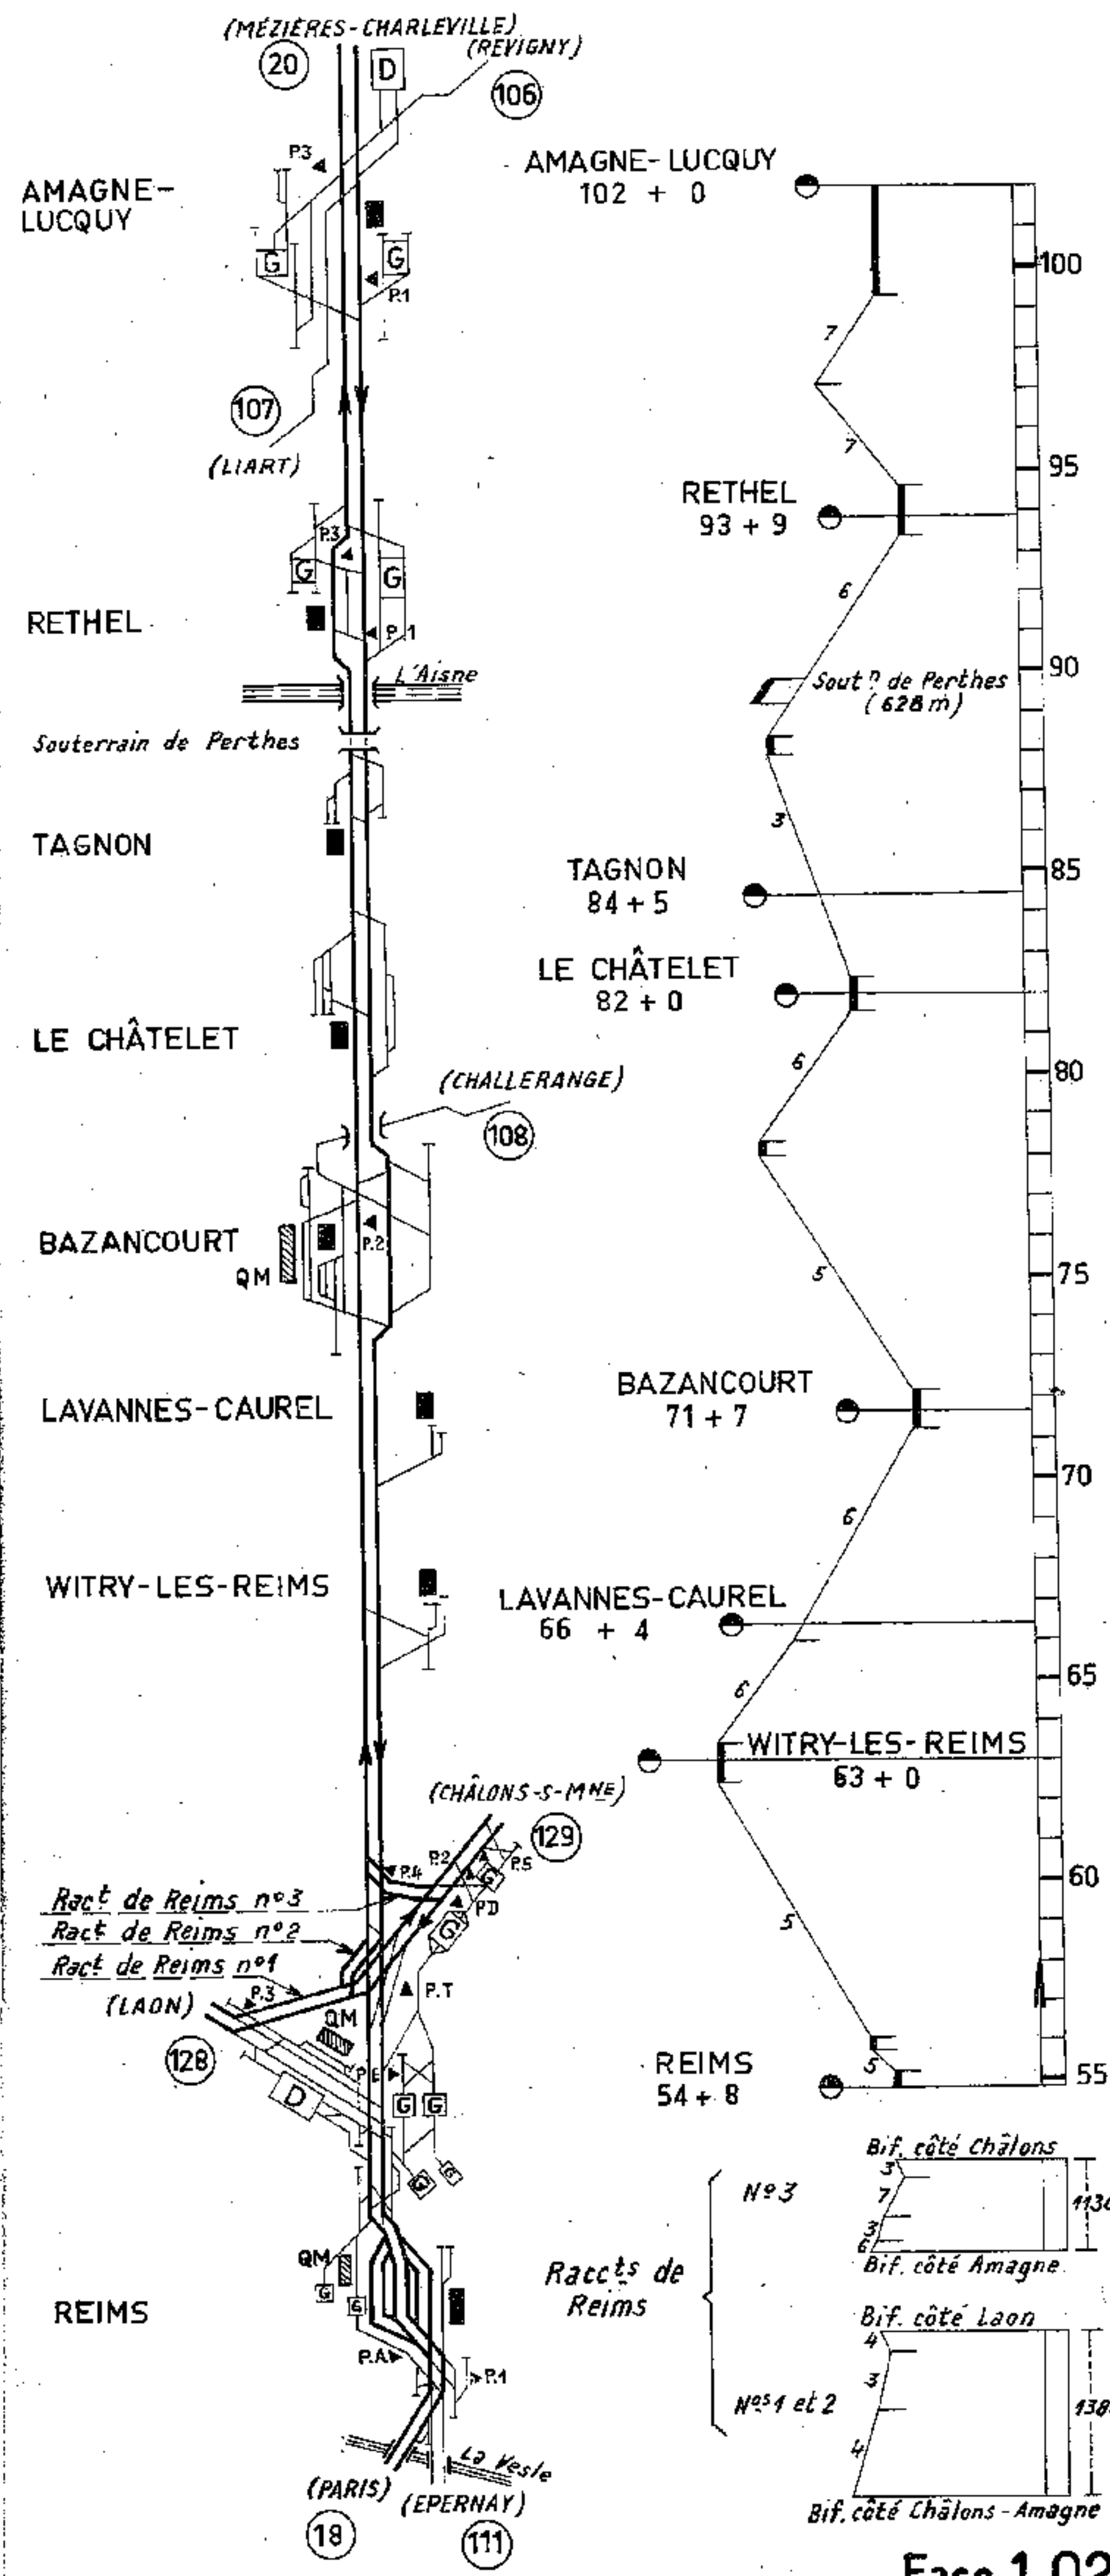 (MÉZIÈRES-CHARLEVILLE)
(REVIGNY)
20
D
106
P.3
AMAGNE-
LUCQUY
G
G
P.1
107
(LIART)
P.3
G
G
RETHEL
P.1
L'Aisne
Souterrain de Perthes
TAGNON
LE CHÂTELET
(CHALLERANGE)
108
BAZANCOURT
P.2
QM
LAVANNES-CAUREL
WITRY-LES-REIMS
(CHÂLONS-S-MNE)
129
P.4
P.2
P.5
G
P.D
Ract de Reims nº3
Ract de Reims nº2
Ract de Reims nº1
G
P.3
(LAON)
QM
P.T
128
P.E
D
G
G
G
G
QM
G
G
REIMS
P.A
P.1
La Vesle
(PARIS)
(EPERNAY)
18
111
AMAGNE-LUCQUY
102 + 0
100
7
7
95
RETHEL
93 + 9
6
90
Soutn de Perthes
(628 m)
3
85
TAGNON
84 + 5
LE CHÂTELET
82 + 0
6
80
5
75
BAZANCOURT
71 + 7
70
6
LAVANNES-CAUREL
66 + 4
65
6
WITRY-LES-REIMS
63 + 0
60
5
REIMS
54 + 8
5
55
Bif. côté Châlons
Nº3
3
7
3
6
Bif. côté Amagne
Raccts de
Reims
Bif. côté Laon
4
3
Nos 1 et 2
4
Bif. côté Châlons-Amagne